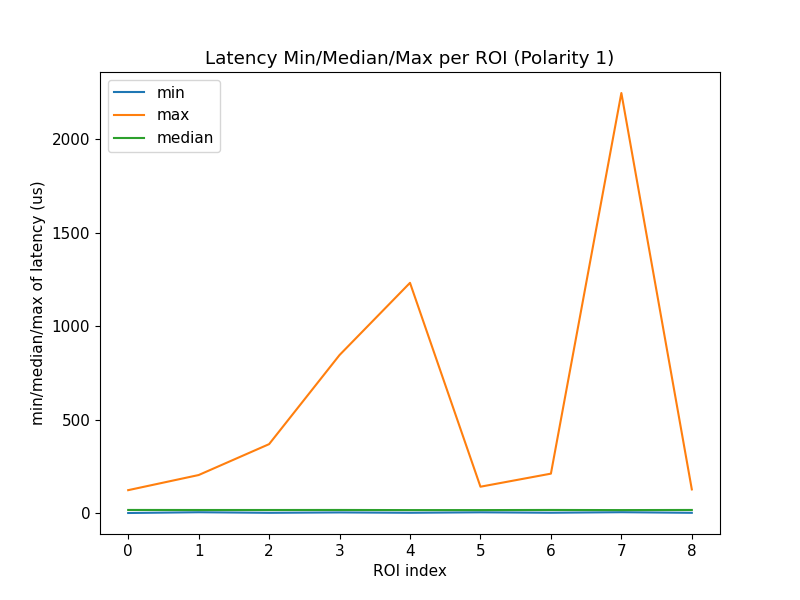 Latency Min/Median/Max per ROI (Polarity 1)
min
max
median
min/median/max of latency (us)
2000
1500
1000
500
0
0 1 2 3 4 5 6 7 8
ROI index